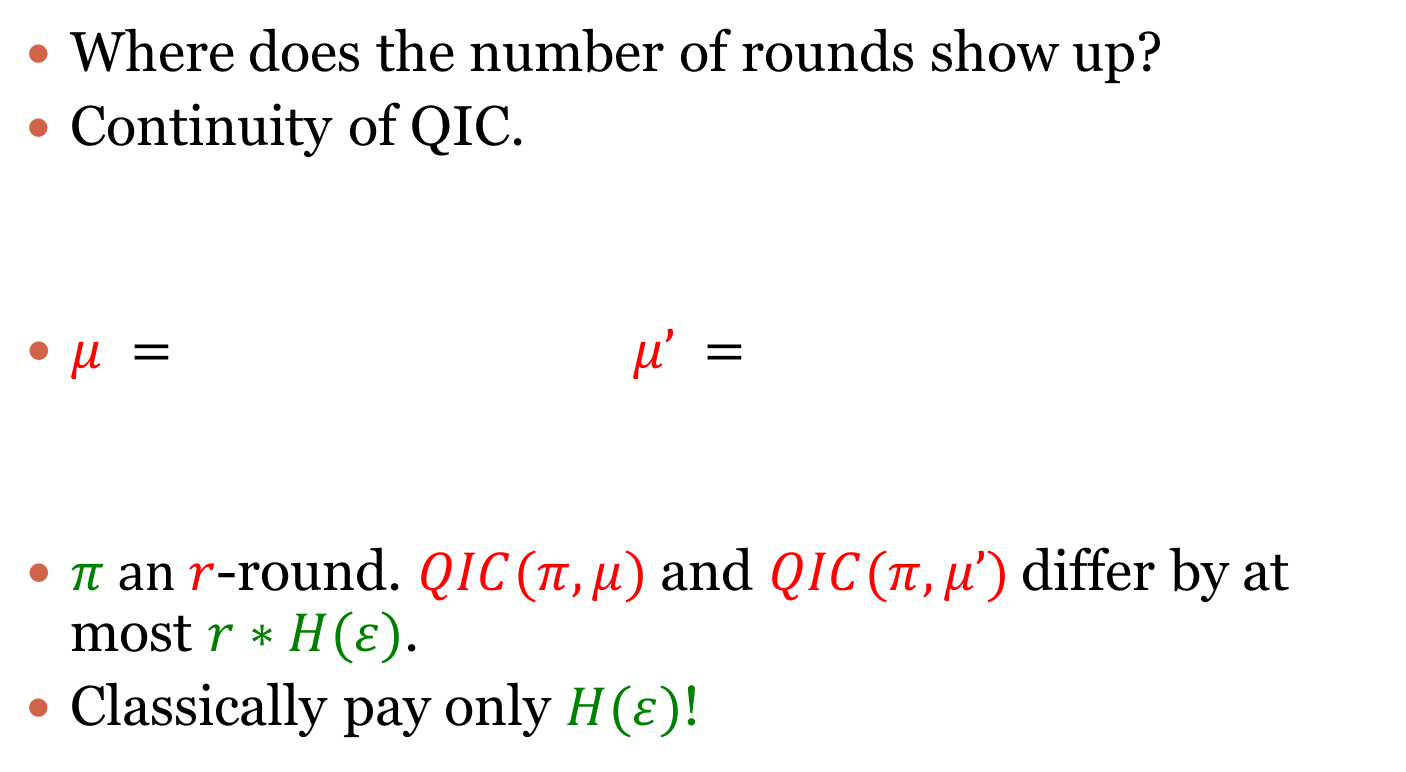 • Where does the number of rounds show up?
• Continuity of QIC.
• μ = μ’ =
• π an r-round. QIC(π, μ) and QIC(π, μ’) differ by at
most r ∗ H(ε).
• Classically pay only H(ε)!